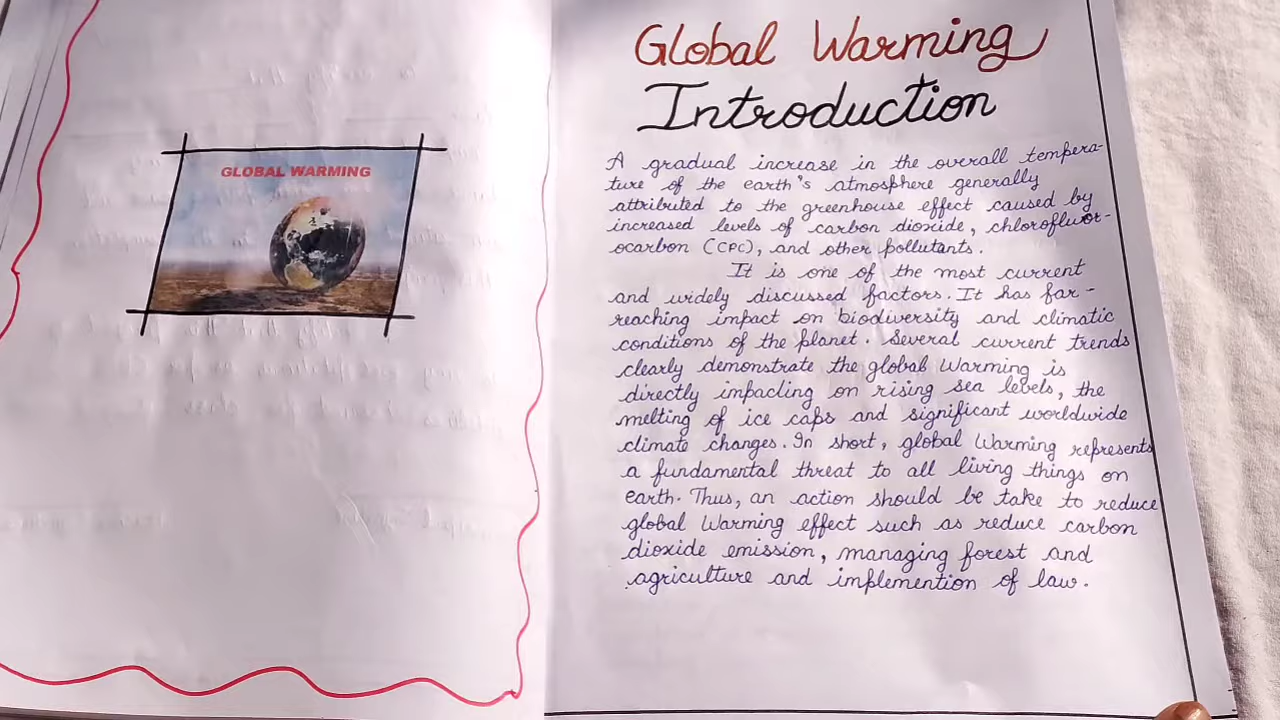 GLOBAL WARMING
Global Warming
Introduction
A gradual increase in the overall tempera-
ture of the earth's atmosphere generally
attributed to the greenhouse effect caused by
increased levels of carbon dioxide, chlorofluor-
ocarbon (CPC), and other pollutants.
It is one of the most current
and widely discussed factors. It has far-
reaching impact on biodiversity and climatic
conditions of the planet. Several current trends
clearly demonstrate the global Warming is
directly impacting on rising sea levels, the
melting of ice caps and significant worldwide
climate changes. In short, global Warming represents
a fundamental threat to all living things on
earth. Thus, an action should be take to reduce
global Warming effect such as reduce carbon
dioxide emission, managing forest and
agriculture and implemention of law.